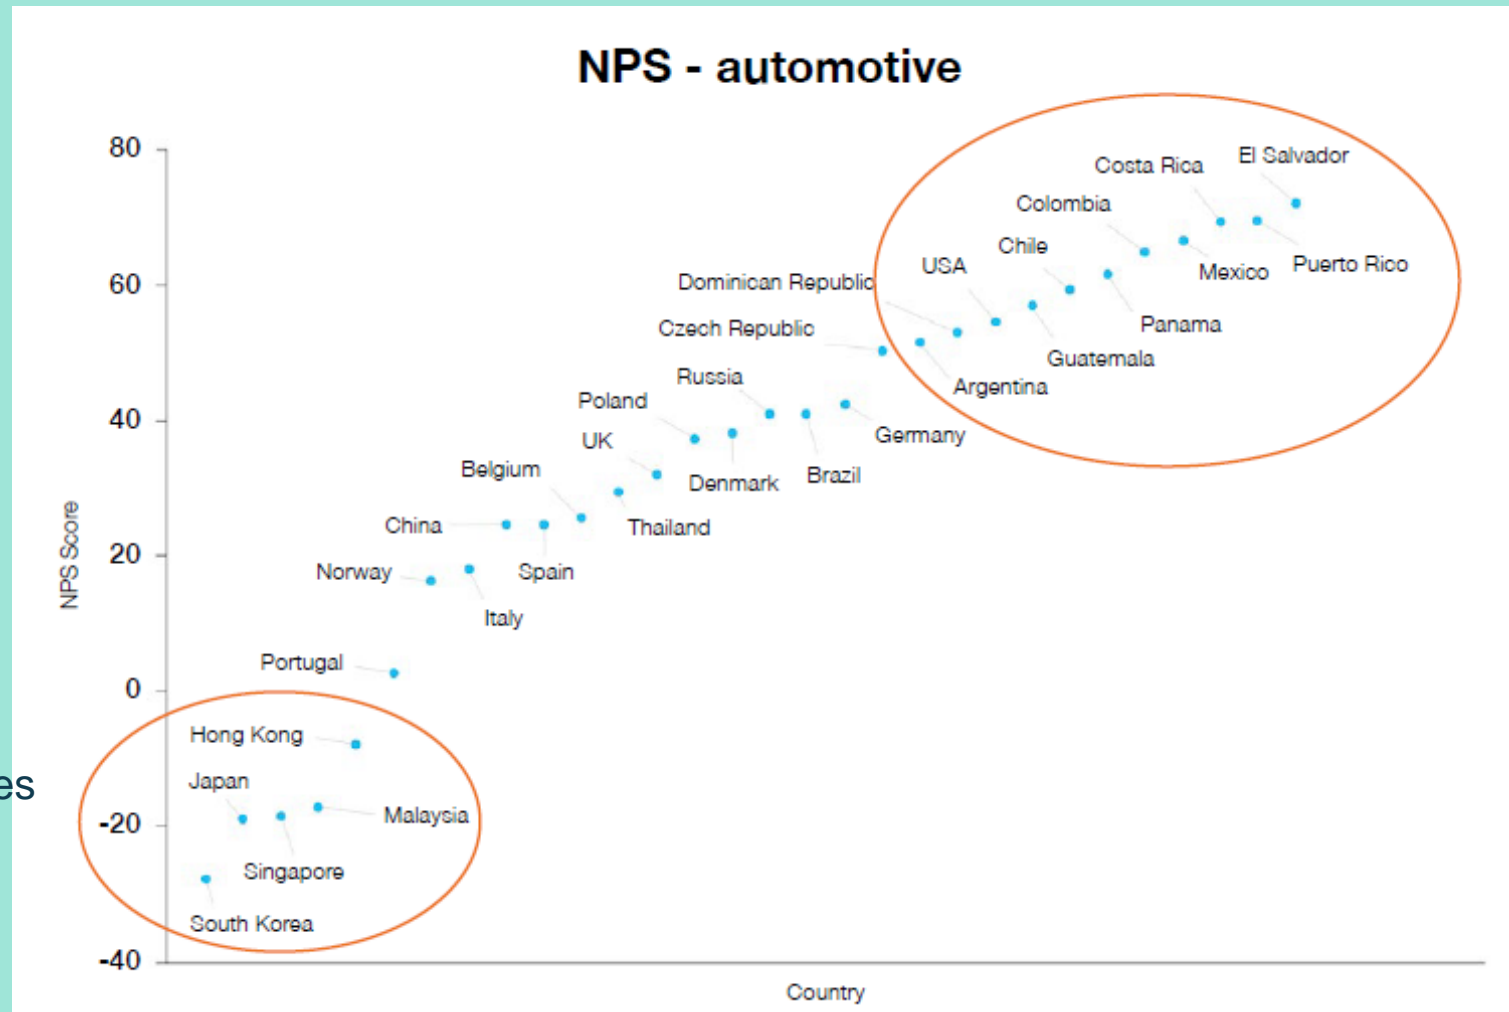 NPS - automotive
80
El Salvador
Costa Rica
Colombia
Chile
USA
Mexico
Puerto Rico
60
Dominican Republic
Panama
Czech Republic
Guatemala
Russia
Argentina
Poland
40
Germany
UK
Belgium
Denmark
Brazil
China
Thailand
20
NPS Score
Norway
Spain
Italy
Portugal
0
Hong Kong
es
Japan
Malaysia
-20
Singapore
South Korea
-40
Country